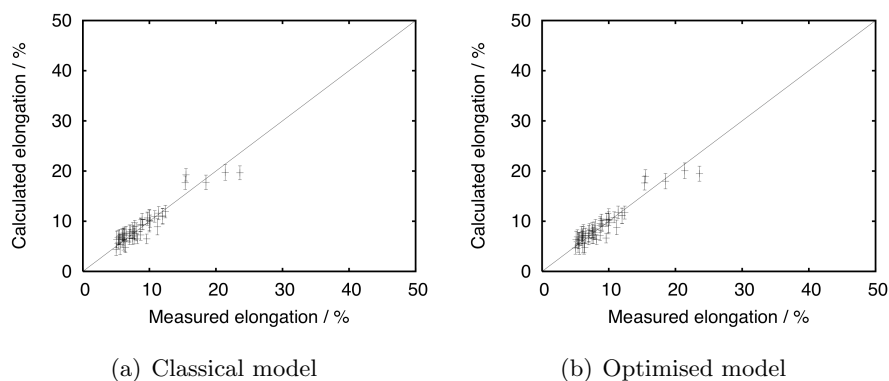 Calculated elongation / %
50
40
30
20
10
0
0 10 20 30 40 50
Measured elongation / %
(a) Classical model
Calculated elongation / %
50
40
30
20
10
0
0 10 20 30 40 50
Measured elongation / %
(b) Optimised model